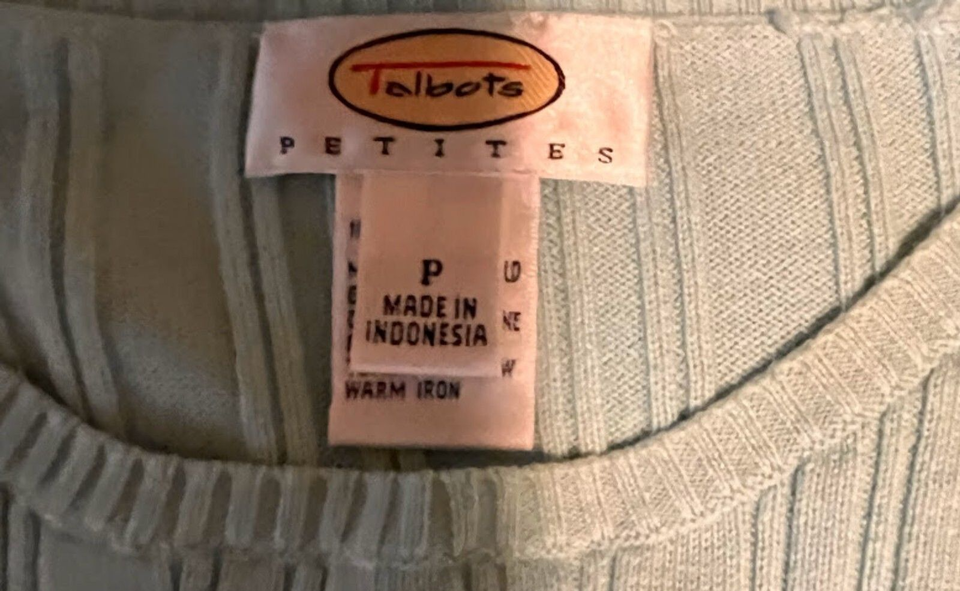 Talbots
PETITES
P
MADE IN
INDONESIA
WARM IRON